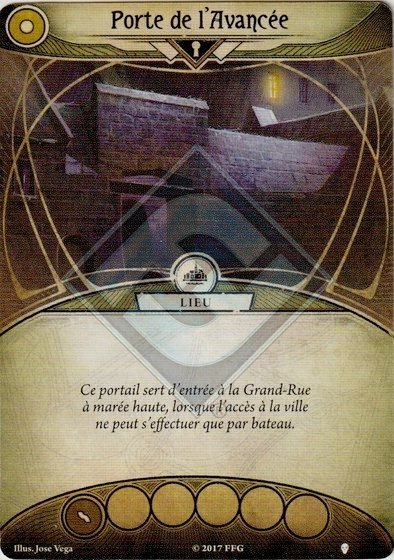 Porte de l'Avancée
LIEU
Ce portail sert d'entrée à la Grand-Rue
à marée haute, lorsque l'accès à la ville
ne peut s'effectuer que par bateau.
Illus. Jose Vega
© 2017 FFG